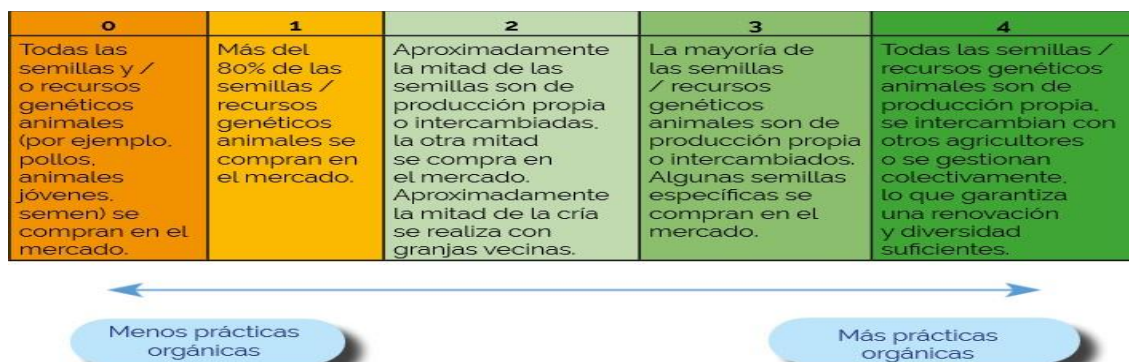 0
Todas las
semillas y /
o recursos
genéticos
animales
(por ejemplo,
pollos,
animales
jóvenes,
semen) se
compran en el
mercado.
1
Más del
80% de las
semillas /
recursos
genéticos
animales se
compran en
el mercado.
2
Aproximadamente
la mitad de las
semillas son de
producción propia
o intercambiadas,
la otra mitad
se compra en
el mercado.
Aproximadamente
la mitad de la cría
se realiza con
granjas vecinas.
3
La mayoría de
las semillas
/ recursos
genéticos
animales son de
producción propia
o intercambiados.
Algunas semillas
específicas se
compran en el
mercado.
4
Todas las semillas /
recursos genéticos
animales son de
producción propia,
se intercambian con
otros agricultores
o se gestionan
colectivamente,
lo que garantiza
una renovación
y diversidad
suficientes.
Menos prácticas
orgánicas
Más prácticas
orgánicas